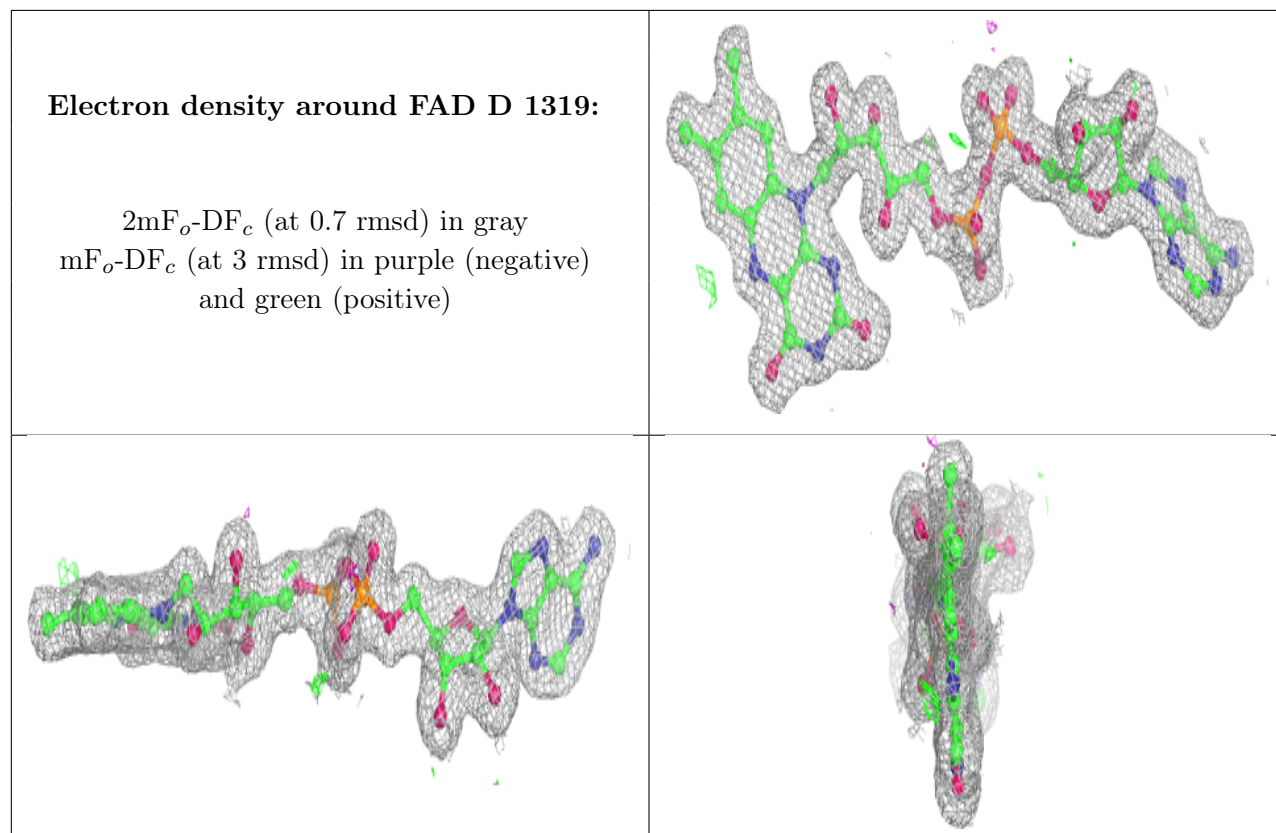 Electron density around FAD D 1319:
2mFo-DFc (at 0.7 rmsd) in gray
mFo-DFc (at 3 rmsd) in purple (negative)
and green (positive)